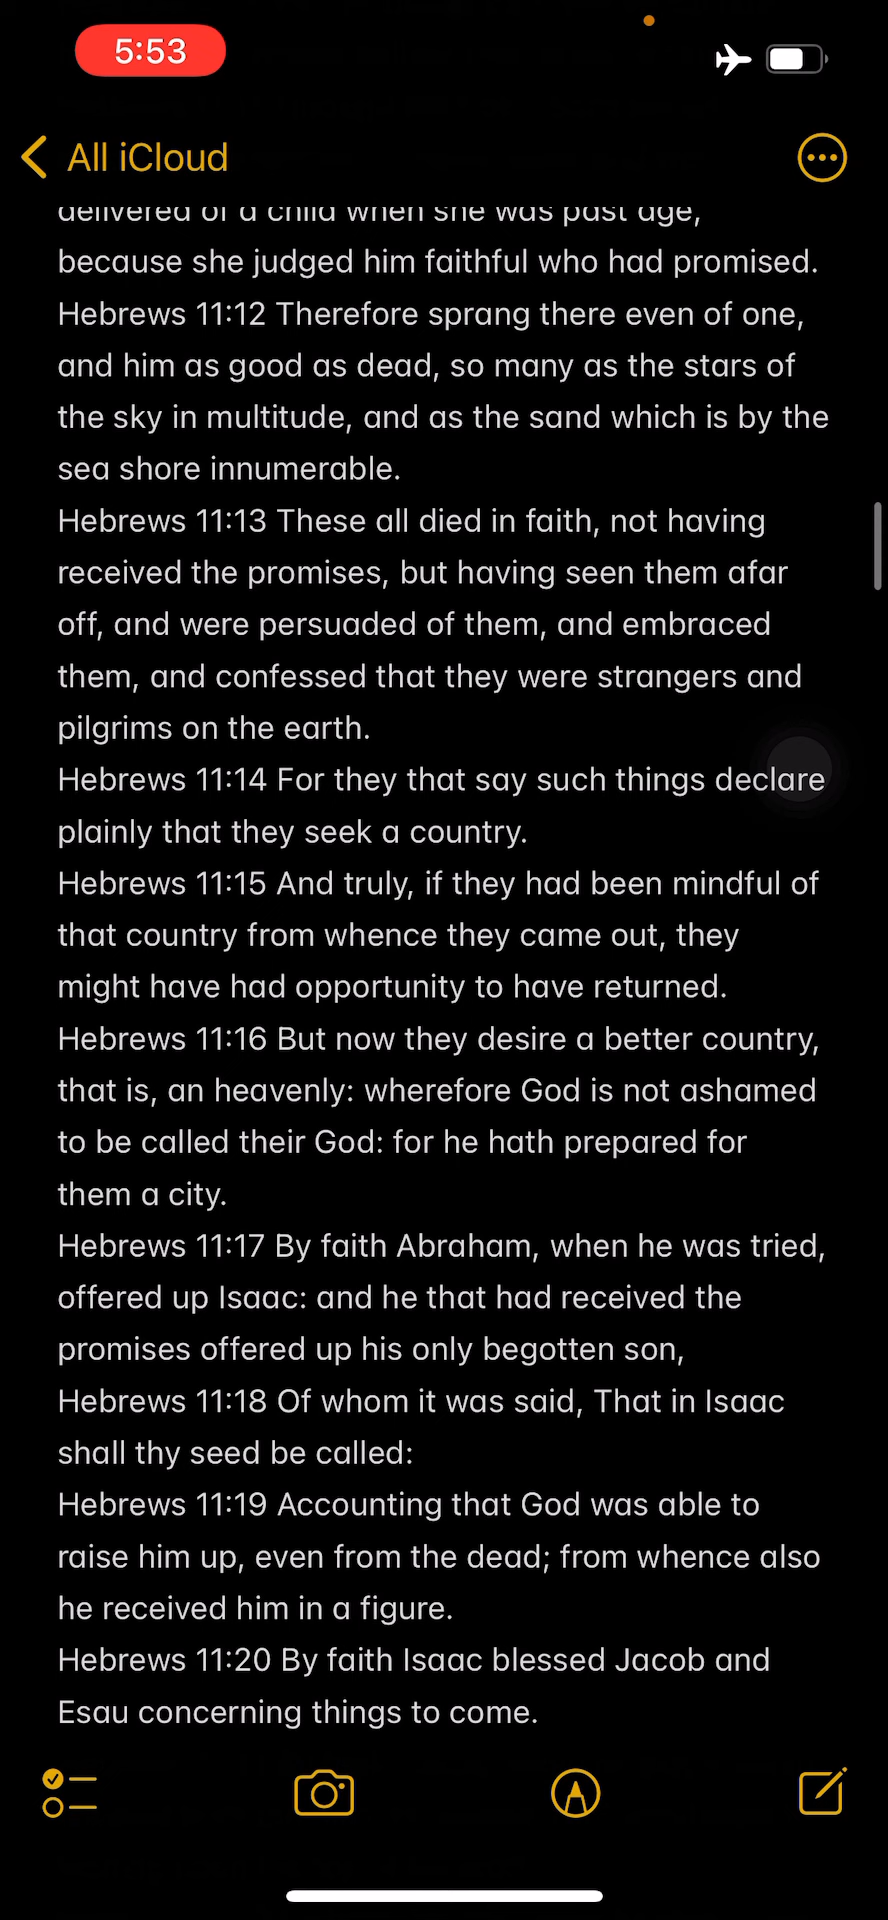 5:53
All iCloud
delivered of a child when she was past age,
because she judged him faithful who had promised.
Hebrews 11:12 Therefore sprang there even of one,
and him as good as dead, so many as the stars of
the sky in multitude, and as the sand which is by the
sea shore innumerable.
Hebrews 11:13 These all died in faith, not having
received the promises, but having seen them afar
off, and were persuaded of them, and embraced
them, and confessed that they were strangers and
pilgrims on the earth.
Hebrews 11:14 For they that say such things declare
plainly that they seek a country.
Hebrews 11:15 And truly, if they had been mindful of
that country from whence they came out, they
might have had opportunity to have returned.
Hebrews 11:16 But now they desire a better country,
that is, an heavenly: wherefore God is not ashamed
to be called their God: for he hath prepared for
them a city.
Hebrews 11:17 By faith Abraham, when he was tried,
offered up Isaac: and he that had received the
promises offered up his only begotten son,
Hebrews 11:18 Of whom it was said, That in Isaac
shall thy seed be called:
Hebrews 11:19 Accounting that God was able to
raise him up, even from the dead; from whence also
he received him in a figure.
Hebrews 11:20 By faith Isaac blessed Jacob and
Esau concerning things to come.